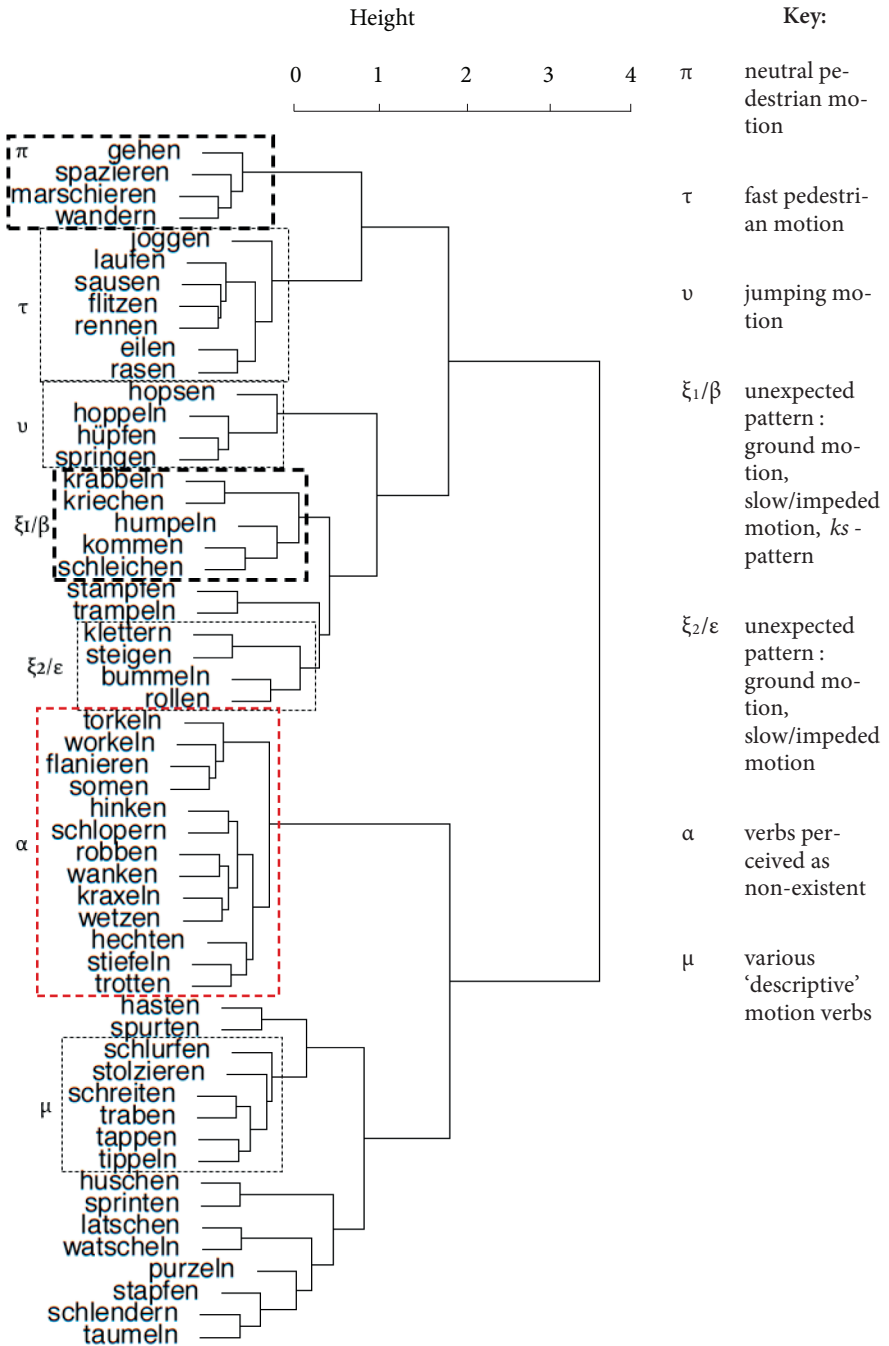 Height
0 1 2 3 4
π
gehen
spazieren
marschieren
wandern
τ
joggen
laufen
sausen
flitzen
rennen
eilen
rasen
υ
hopsen
hoppeln
hüpfen
springen
ξı/β
krabbeln
kriechen
humpeln
kommen
schleichen
stampfen
trampeln
ξ2/ε
klettern
steigen
bummeln
rollen
α
torkeln
workeln
flanieren
somen
hinken
schlopern
robben
wanken
kraxeln
wetzen
hechten
stiefeln
trotten
hasten
spurten
μ
schlurfen
stolzieren
schreiten
traben
tappen
tippeln
huschen
sprinten
latschen
watscheln
purzeln
stapfen
schlendern
taumeln
Key:
π neutral pe-
destrian mo-
tion
τ fast pedestri-
an motion
υ jumping mo-
tion
ξ₁/β unexpected
pattern :
ground mo-
tion,
slow/impeded
motion, ks -
pattern
ξ₂/ε unexpected
pattern :
ground mo-
tion,
slow/impeded
motion
α verbs per-
ceived as
non-existent
μ various
‘descriptive’
motion verbs